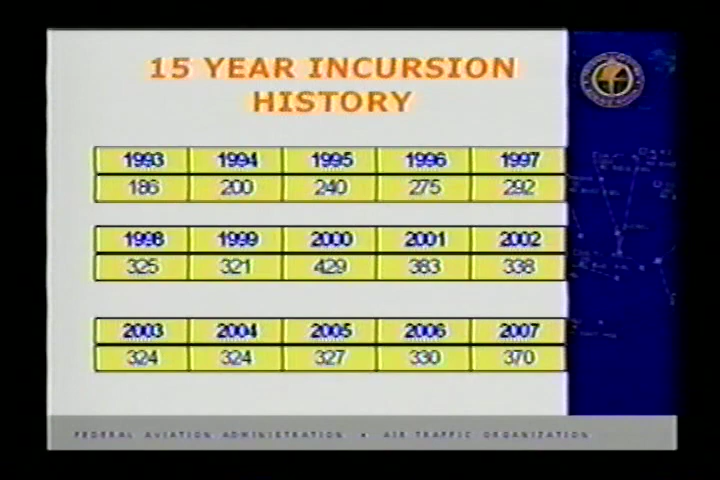 15 YEAR INCURSION
HISTORY
1993 1994 1995 1996 1997
186 200 240 275 292
1998 1999 2000 2001 2002
325 321 429 383 338
2003 2004 2005 2006 2007
324 324 327 330 370
FEDERAL AVIATION ADMINISTRATION • AIR TRAFFIC ORGANIZATION